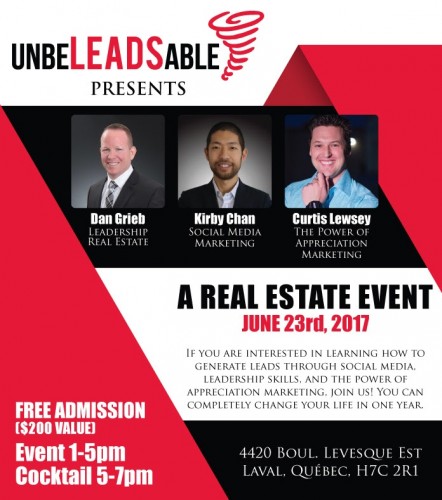 UNBELEADSABLE
PRESENTS
Dan Grieb
Leadership
Real Estate
Kirby Chan
Social Media
Marketing
Curtis Lewsey
The Power of
Appreciation
Marketing
A REAL ESTATE EVENT
JUNE 23rd, 2017
If you are interested in learning how to
generate leads through social media,
leadership skills, and the power of
appreciation marketing, join us! You can
completely change your life in one year.
FREE ADMISSION
($200 VALUE)
Event 1-5pm
Cocktail 5-7pm
4420 Boul. Levesque Est
Laval, Québec, H7C 2R1